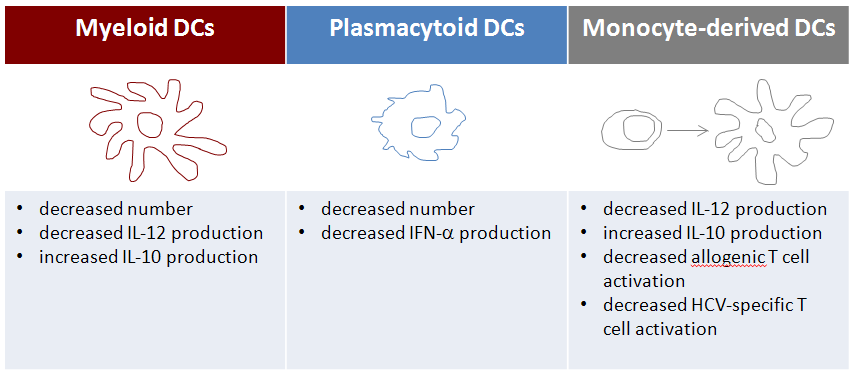 Myeloid DCs
Plasmacytoid DCs
Monocyte-derived DCs
• decreased number
• decreased IL-12 production
• increased IL-10 production
• decreased number
• decreased IFN-α production
• decreased IL-12 production
• increased IL-10 production
• decreased allogenic T cell
activation
• decreased HCV-specific T
cell activation